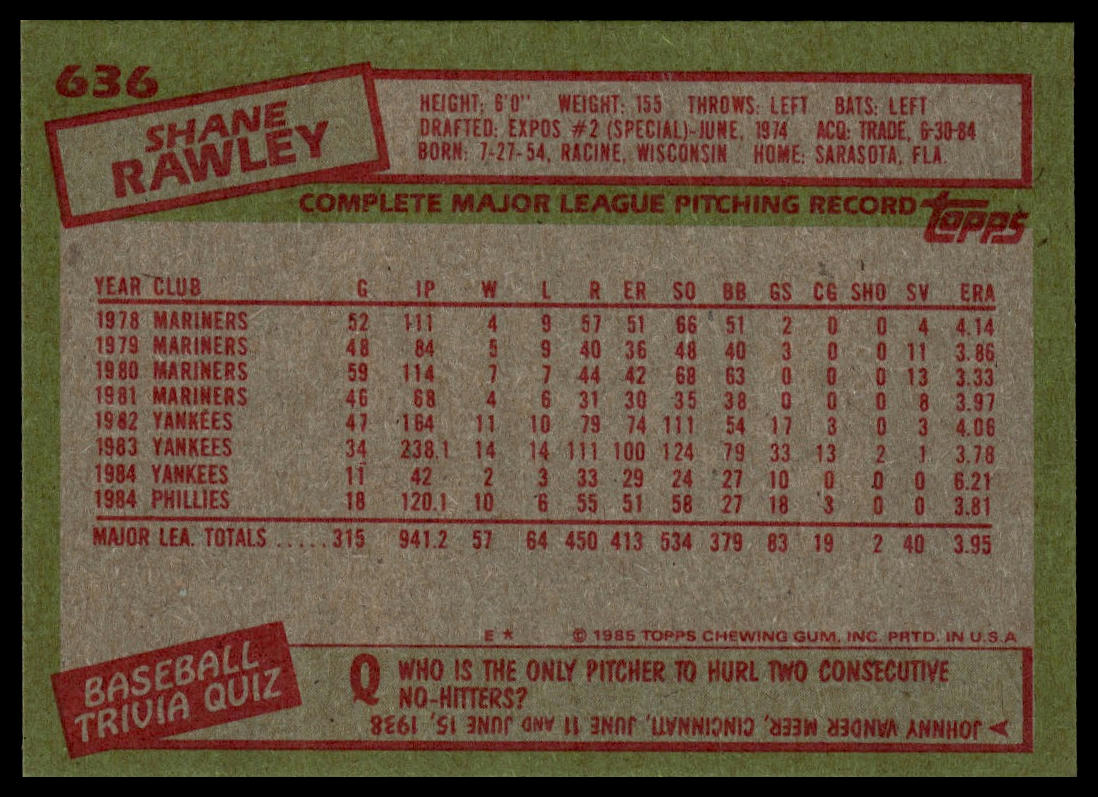 636
SHANE
RAWLEY
HEIGHT: 6'0" WEIGHT: 155 THROWS: LEFT BATS: LEFT
DRAFTED: EXPOS #2 (SPECIAL)-JUNE, 1974 ACQ: TRADE, 6-30-84
BORN: 7-27-54, RACINE, WISCONSIN HOME: SARASOTA, FLA.
COMPLETE MAJOR LEAGUE PITCHING RECORD topps
YEAR CLUB G IP W L R ER SO BB GS CG SHO SV ERA
1978 MARINERS 52 111 4 9 57 51 66 51 2 0 0 4 4.14
1979 MARINERS 48 84 5 9 40 36 48 40 3 0 0 11 3.86
1980 MARINERS 59 114 7 7 44 42 68 63 0 0 0 13 3.33
1981 MARINERS 46 68 4 6 31 30 35 38 0 0 0 8 3.97
1982 YANKEES 47 164 11 10 79 74 111 54 17 3 0 3 4.06
1983 YANKEES 34 238.1 14 14 111 100 124 79 33 13 2 1 3.78
1984 YANKEES 11 42 2 3 33 29 24 27 10 0 0 0 6.21
1984 PHILLIES 18 120.1 10 6 55 51 58 27 18 3 0 0 3.81
MAJOR LEA. TOTALS .....315 941.2 57 64 450 413 534 379 83 19 2 40 3.95
E * © 1985 TOPPS CHEWING GUM, INC. PRTD. IN U.S.A
BASEBALL
TRIVIA QUIZ
Q WHO IS THE ONLY PITCHER TO HURL TWO CONSECUTIVE
NO-HITTERS?
A JOHNNY VANDER MEER, CINCINNATI, JUNE 11 AND JUNE 15, 1938